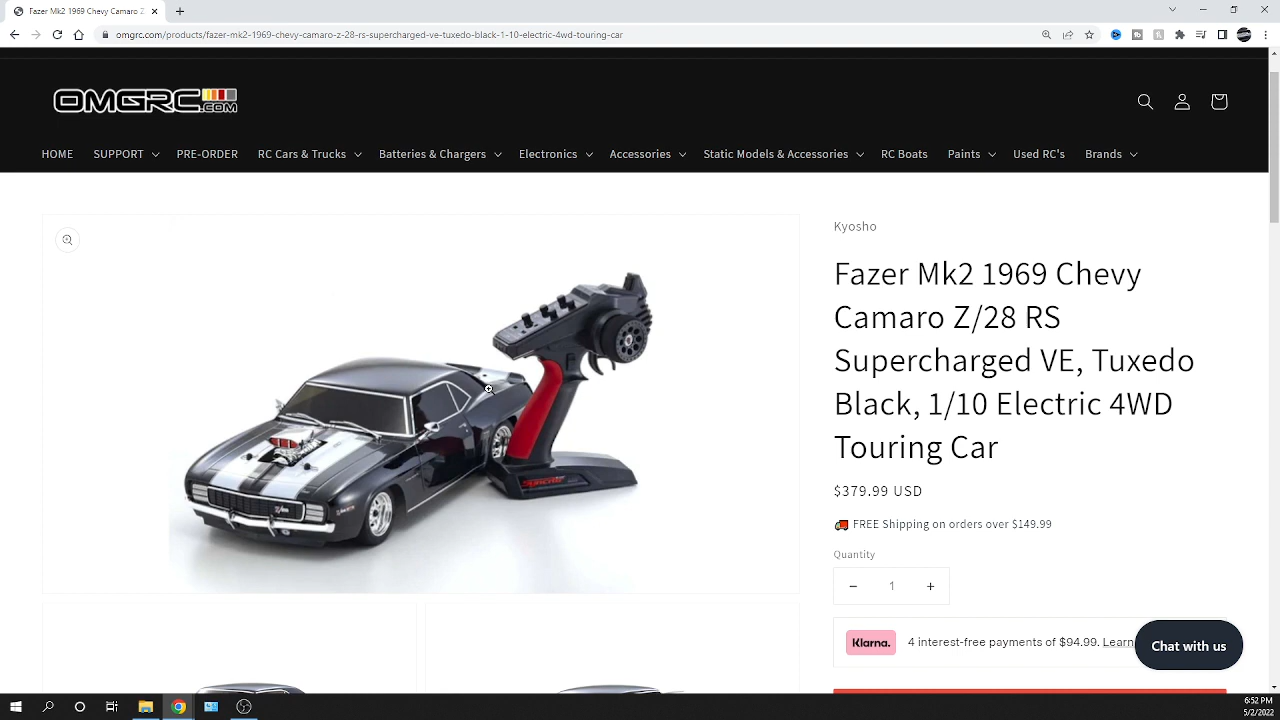 Fazer Mk2 1969 Chevy Camaro Z
omgrc.com/products/fazer-mk2-1969-chevy-camaro-z-28-rs-supercharged-ve-tuxedo-black-1-10-electric-4wd-touring-car
OMGRC.COM
HOME SUPPORT PRE-ORDER RC Cars & Trucks Batteries & Chargers Electronics Accessories Static Models & Accessories RC Boats Paints Used RC's Brands
Kyosho
Fazer Mk2 1969 Chevy
Camaro Z/28 RS
Supercharged VE, Tuxedo
Black, 1/10 Electric 4WD
Touring Car
$379.99 USD
FREE Shipping on orders over $149.99
Quantity
1
Klarna. 4 interest-free payments of $94.99. Learn
Chat with us
6:52 PM
5/2/2022